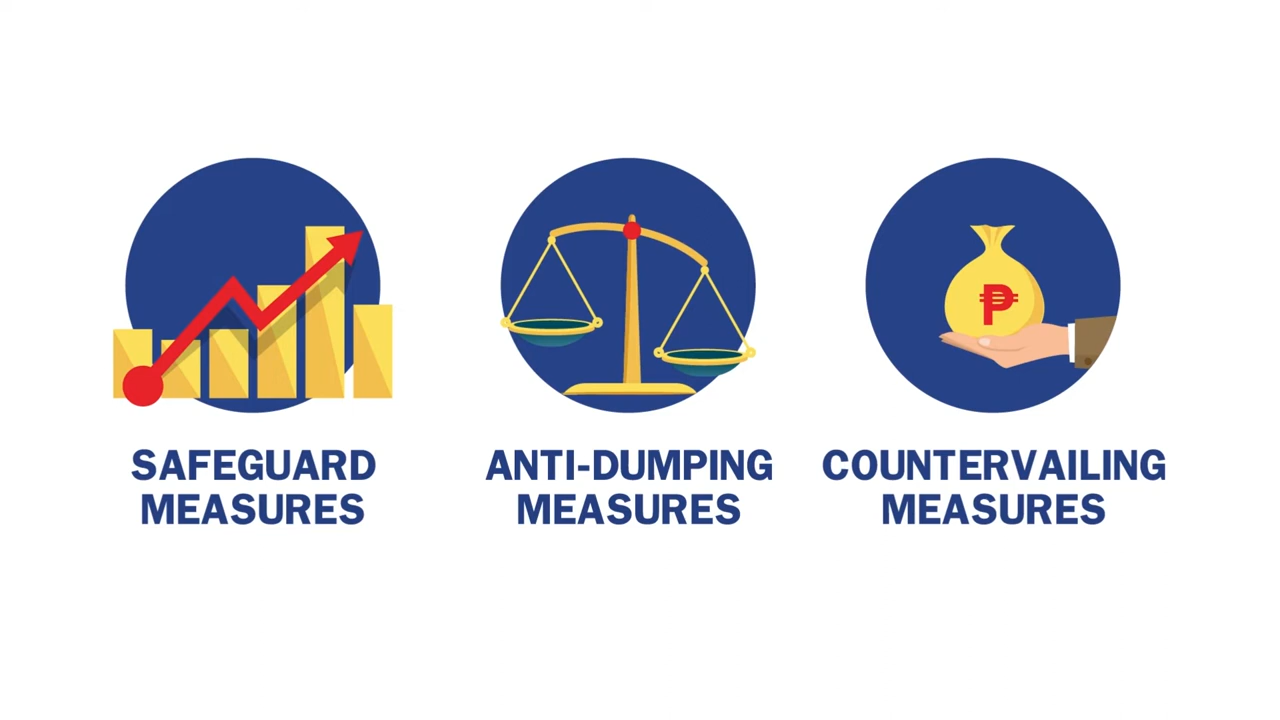 ₱
SAFEGUARD
MEASURES
ANTI-DUMPING
MEASURES
COUNTERVAILING
MEASURES